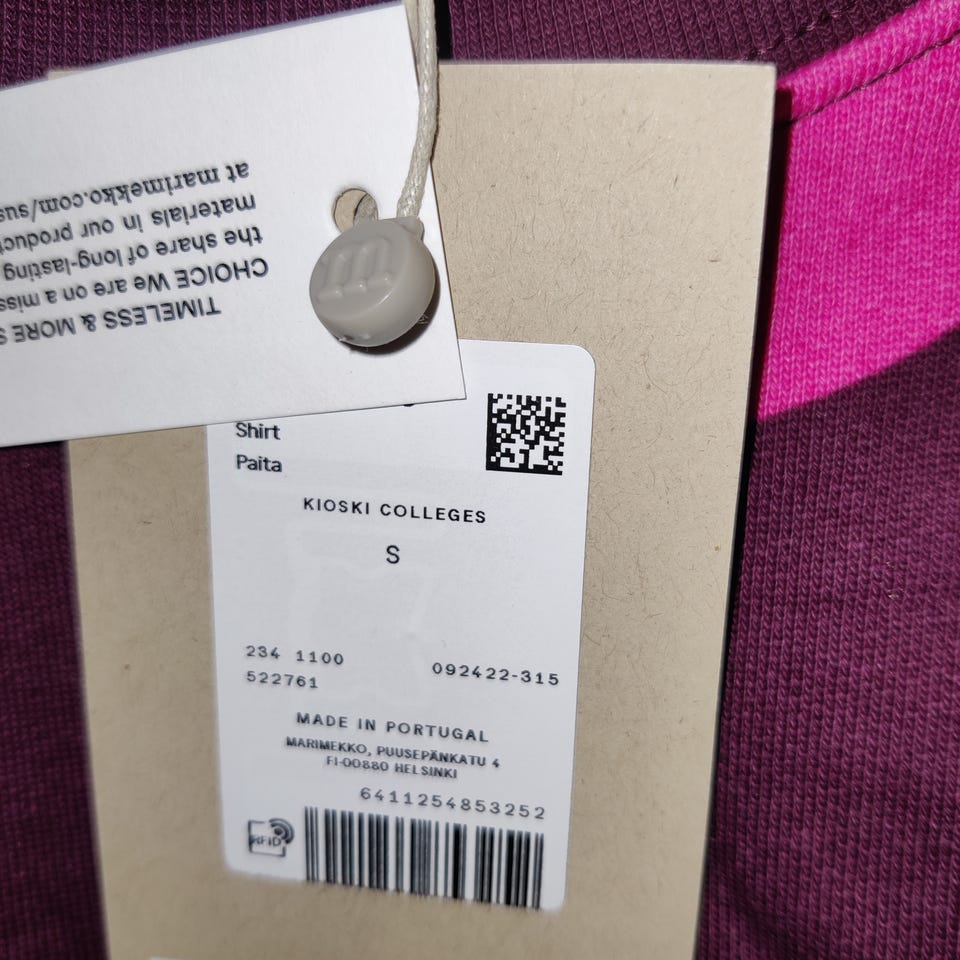 TIMELESS & MORE S
CHOICE We are on a miss
the share of long-lasting
materials in our product
at marimekko.com/sus
m
Shirt
Paita
KIOSKI COLLEGES
S
234 1100
092422-315
522761
MADE IN PORTUGAL
MARIMEKKO, PUUSEPÄNKATU 4
FI-00880 HELSINKI
6411254853252
RFID